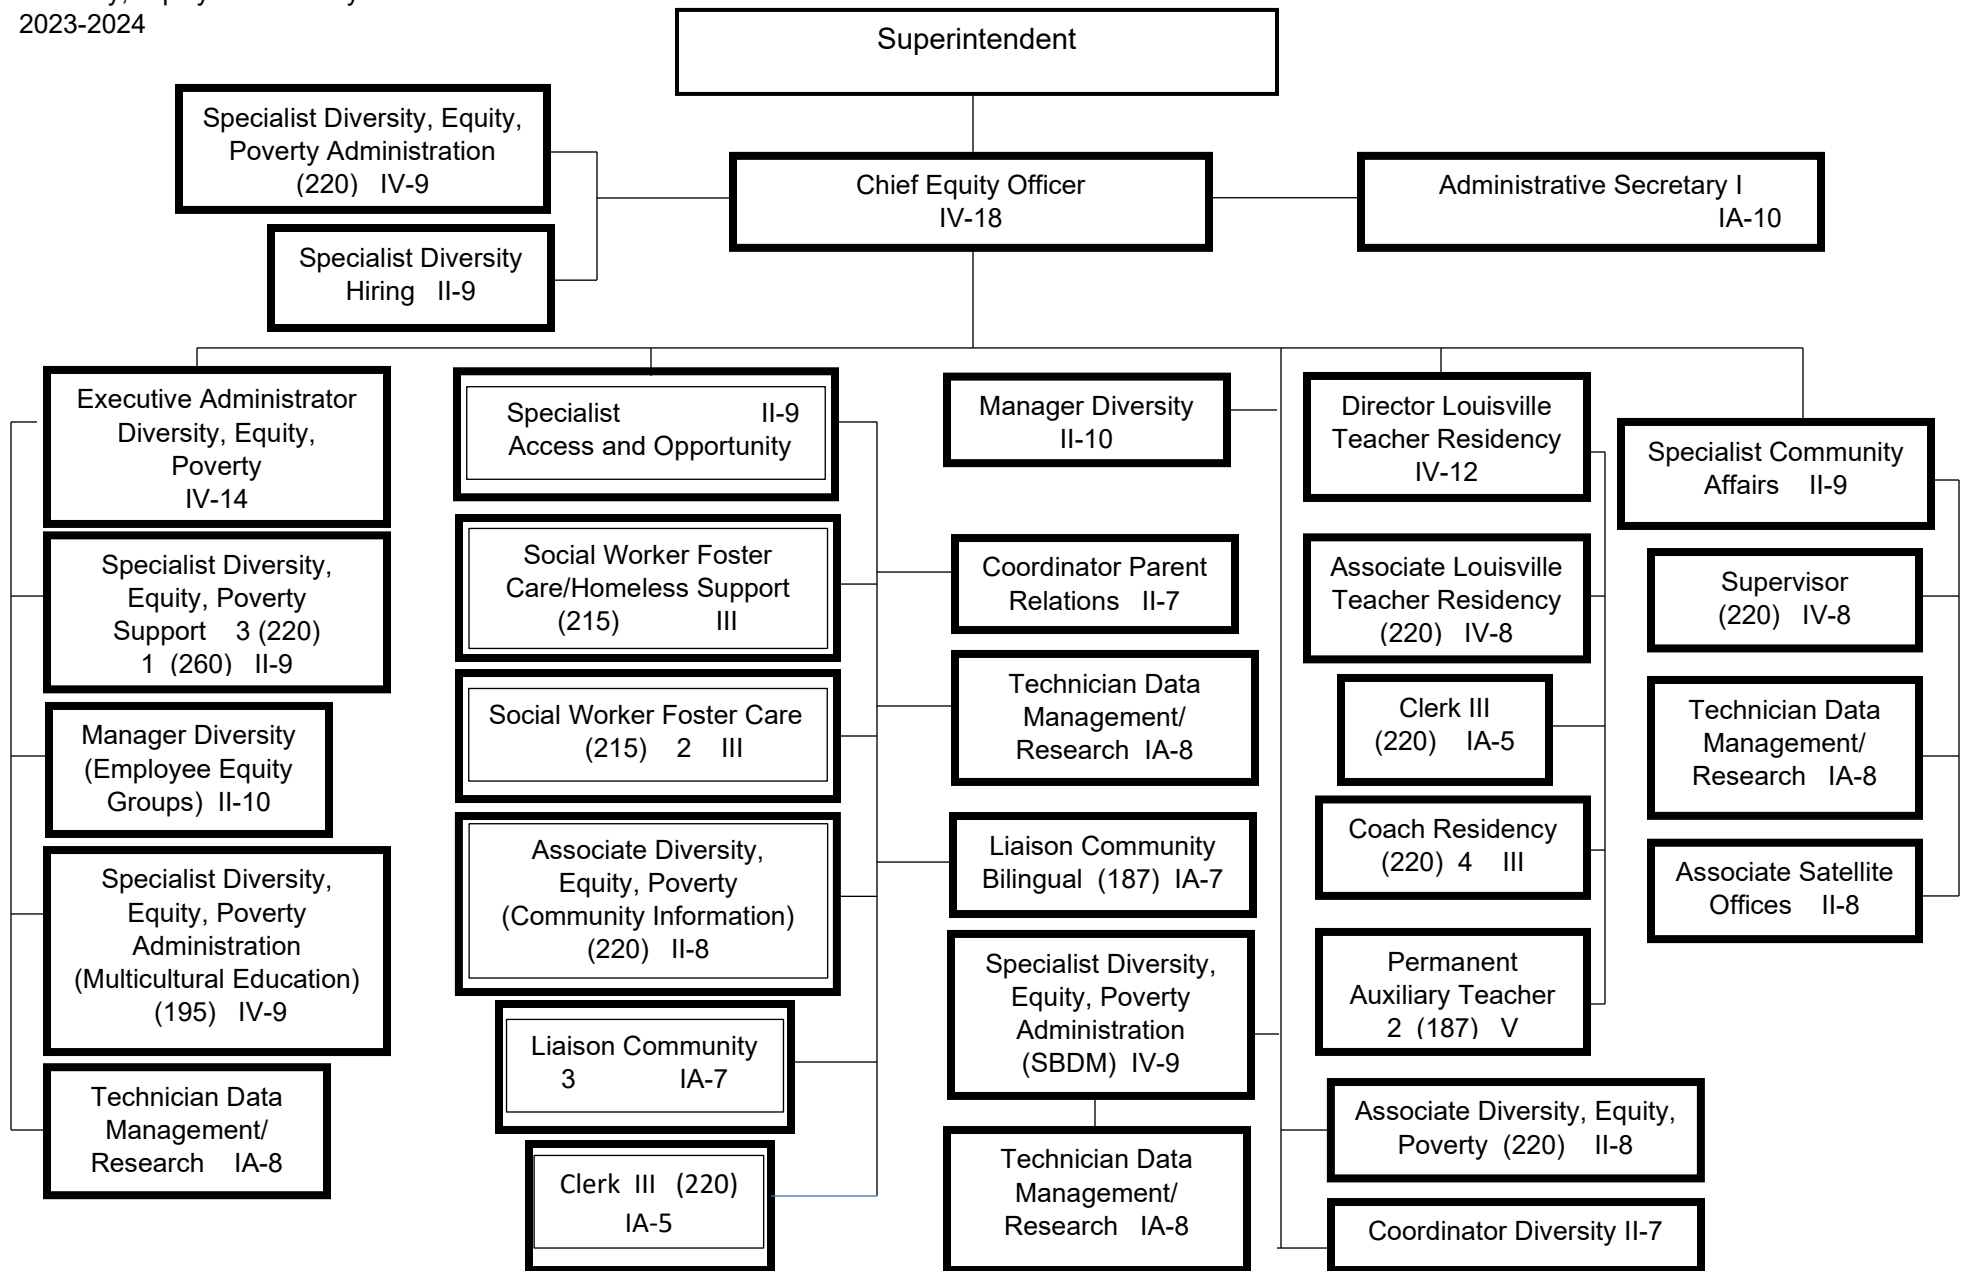 2023-2024
Superintendent
Specialist Diversity, Equity,
Poverty Administration
(220) IV-9
Chief Equity Officer
IV-18
Administrative Secretary I
IA-10
Specialist Diversity
Hiring II-9
Executive Administrator
Diversity, Equity,
Poverty
IV-14
Specialist Diversity,
Equity, Poverty
Support 3 (220)
1 (260) II-9
Manager Diversity
(Employee Equity
Groups) II-10
Specialist Diversity,
Equity, Poverty
Administration
(Multicultural Education)
(195) IV-9
Technician Data
Management/
Research IA-8
Specialist II-9
Access and Opportunity
Social Worker Foster
Care/Homeless Support
(215) III
Social Worker Foster Care
(215) 2 III
Associate Diversity,
Equity, Poverty
(Community Information)
(220) II-8
Liaison Community
3 IA-7
Clerk III (220)
IA-5
Manager Diversity
II-10
Coordinator Parent
Relations II-7
Technician Data
Management/
Research IA-8
Liaison Community
Bilingual (187) IA-7
Specialist Diversity,
Equity, Poverty
Administration
(SBDM) IV-9
Technician Data
Management/
Research IA-8
Director Louisville
Teacher Residency
IV-12
Associate Louisville
Teacher Residency
(220) IV-8
Clerk III
(220) IA-5
Coach Residency
(220) 4 III
Permanent
Auxiliary Teacher
2 (187) V
Associate Diversity, Equity,
Poverty (220) II-8
Coordinator Diversity II-7
Specialist Community
Affairs II-9
Supervisor
(220) IV-8
Technician Data
Management/
Research IA-8
Associate Satellite
Offices II-8